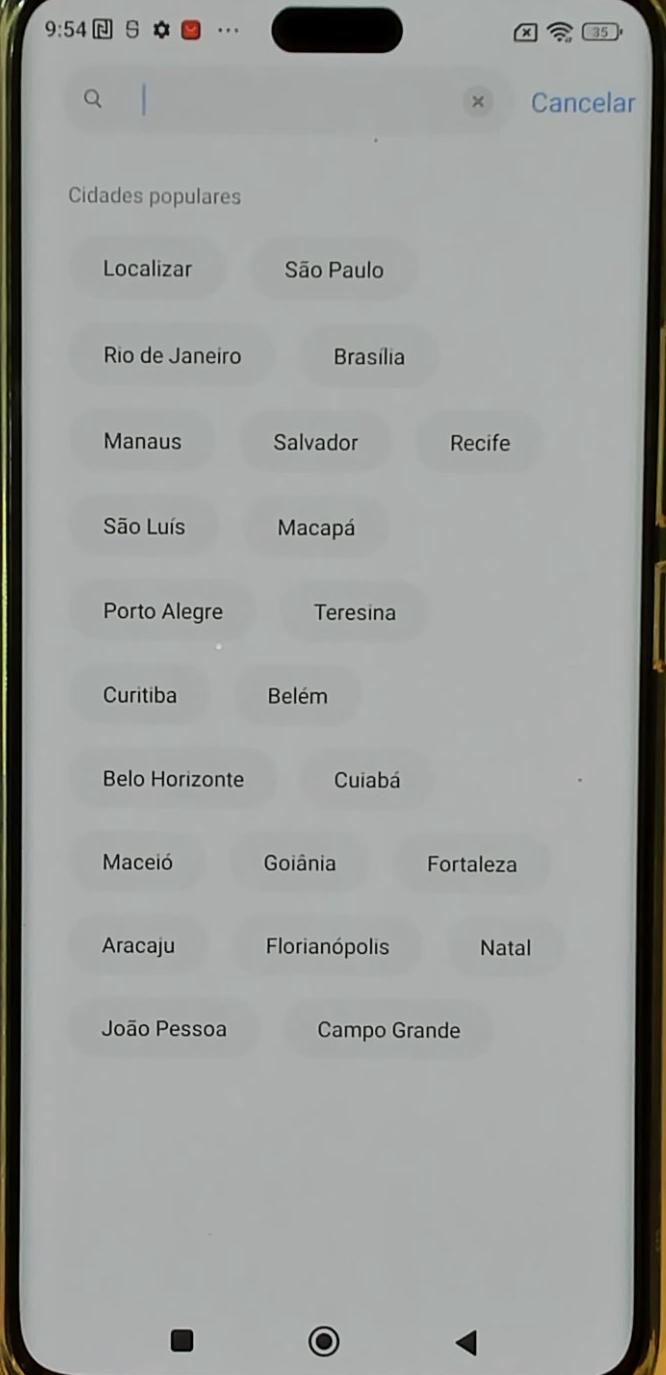 9:54
35
Cancelar
Cidades populares
Localizar São Paulo
Rio de Janeiro Brasília
Manaus Salvador Recife
São Luís Macapá
Porto Alegre Teresina
Curitiba Belém
Belo Horizonte Cuiabá
Maceió Goiânia Fortaleza
Aracaju Florianópolis Natal
João Pessoa Campo Grande